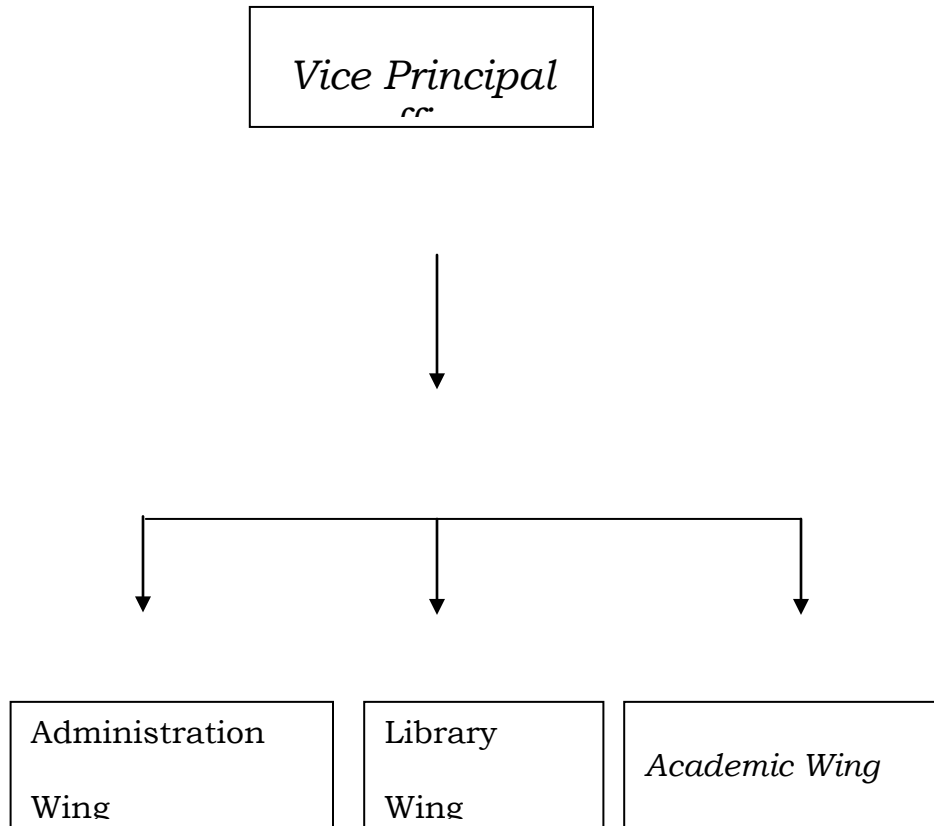 Vice Principal
Administration
Wing
Library
Wing
Academic Wing